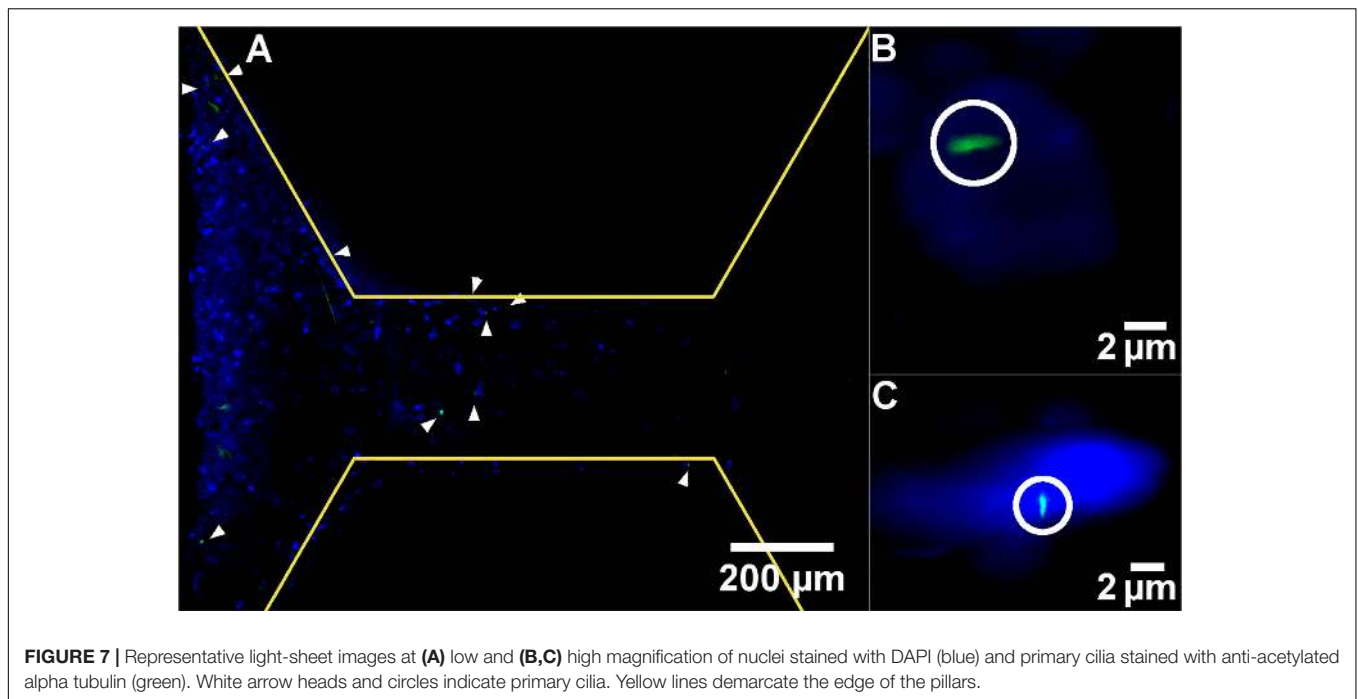 A
B
2 µm
C
200 µm
2 µm
FIGURE 7 | Representative light-sheet images at (A) low and (B,C) high magnification of nuclei stained with DAPI (blue) and primary cilia stained with anti-acetylated
alpha tubulin (green). White arrow heads and circles indicate primary cilia. Yellow lines demarcate the edge of the pillars.